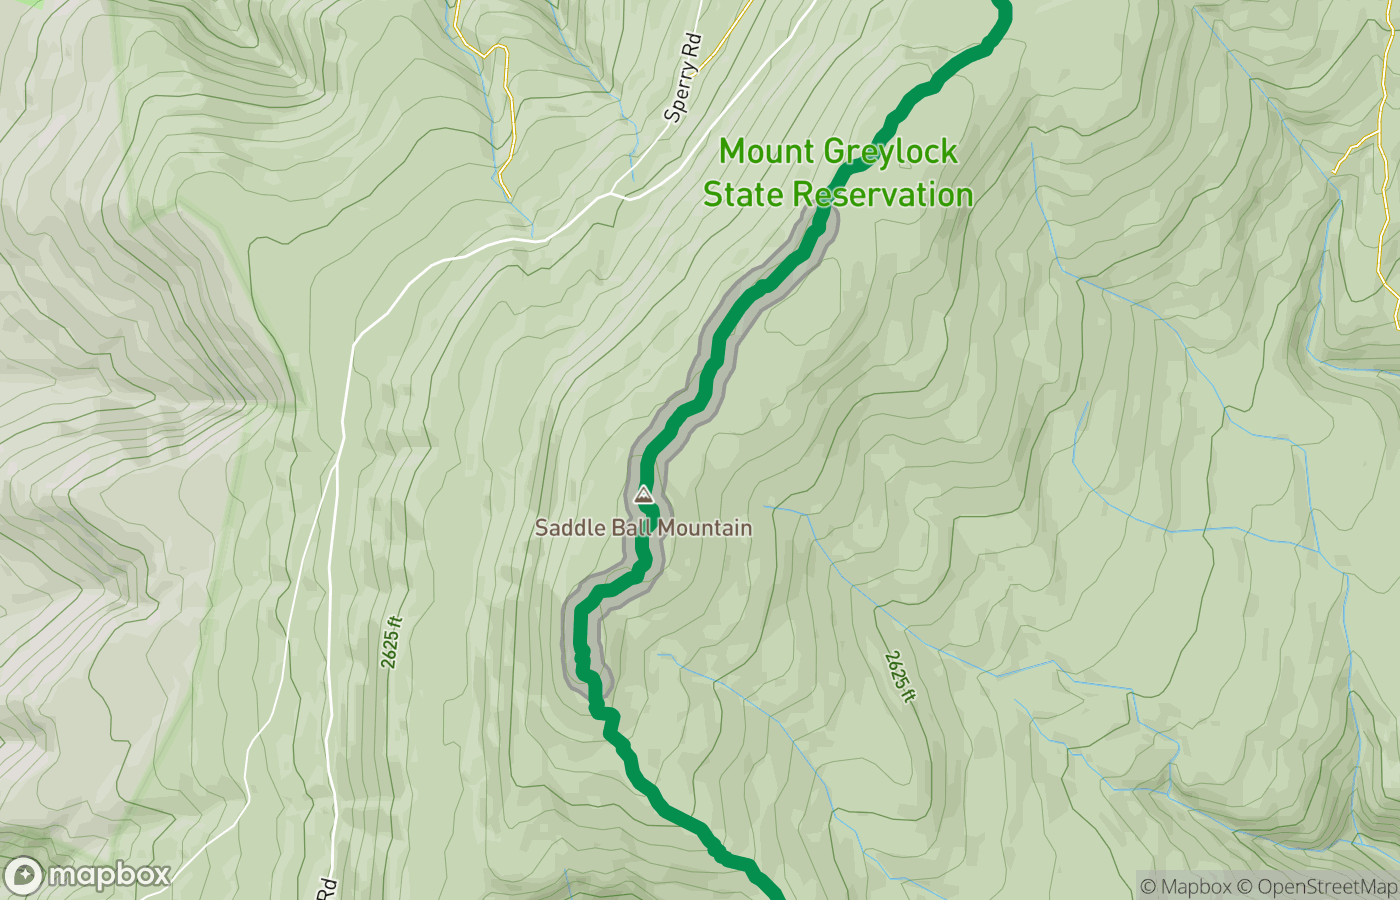 Sperry Rd
Mount Greylock
State Reservation
Saddle Ball Mountain
2625 ft
2625 ft
Rd
mapbox
© Mapbox © OpenStreetMap